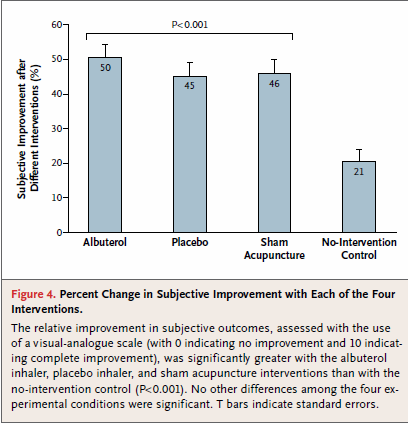 P<0.001
Subjective Improvement after
Different Interventions (%)
60
50
40
30
20
10
0
50
45
46
21
Albuterol
Placebo
Sham
Acupuncture
No-Intervention
Control
Figure 4. Percent Change in Subjective Improvement with Each of the Four
Interventions.
The relative improvement in subjective outcomes, assessed with the use
of a visual-analogue scale (with 0 indicating no improvement and 10 indicat-
ing complete improvement), was significantly greater with the albuterol
inhaler, placebo inhaler, and sham acupuncture interventions than with the
no-intervention control (P<0.001). No other differences among the four ex-
perimental conditions were significant. T bars indicate standard errors.